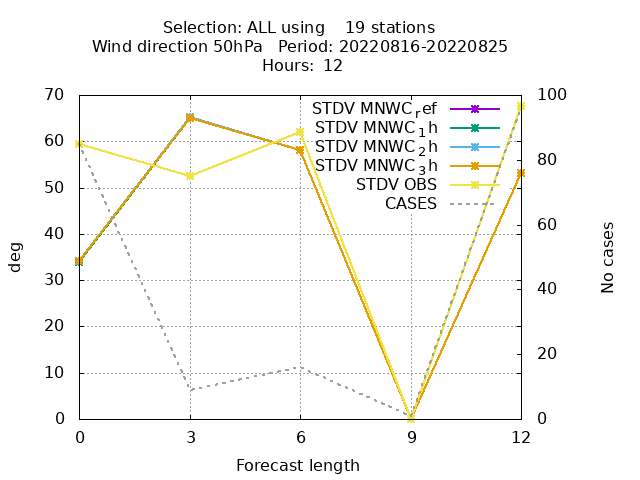 Selection: ALL using 19 stations
Wind direction 50hPa Period: 20220816-20220825
Hours: 12
70
60
50
40
30
20
10
0
deg
100
80
60
40
20
0
No cases
STDV MNWC_ref
STDV MNWC_1h
STDV MNWC_2h
STDV MNWC_3h
STDV OBS
CASES
0 3 6 9 12
Forecast length